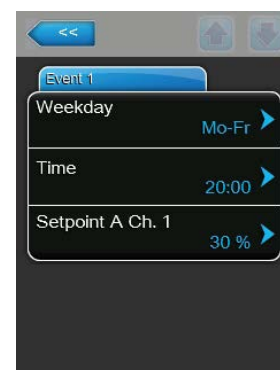 <<
Event 1
Weekday
Mo-Fr
Time
20:00
Setpoint A Ch. 1
30 %